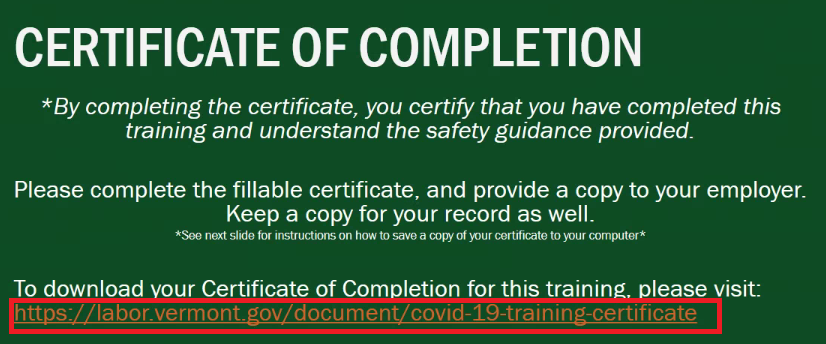 CERTIFICATE OF COMPLETION
*By completing the certificate, you certify that you have completed this
training and understand the safety guidance provided.
Please complete the fillable certificate, and provide a copy to your employer.
Keep a copy for your record as well.
*See next slide for instructions on how to save a copy of your certificate to your computer*
To download your Certificate of Completion for this training, please visit:
https://labor.vermont.gov/document/covid-19-training-certificate